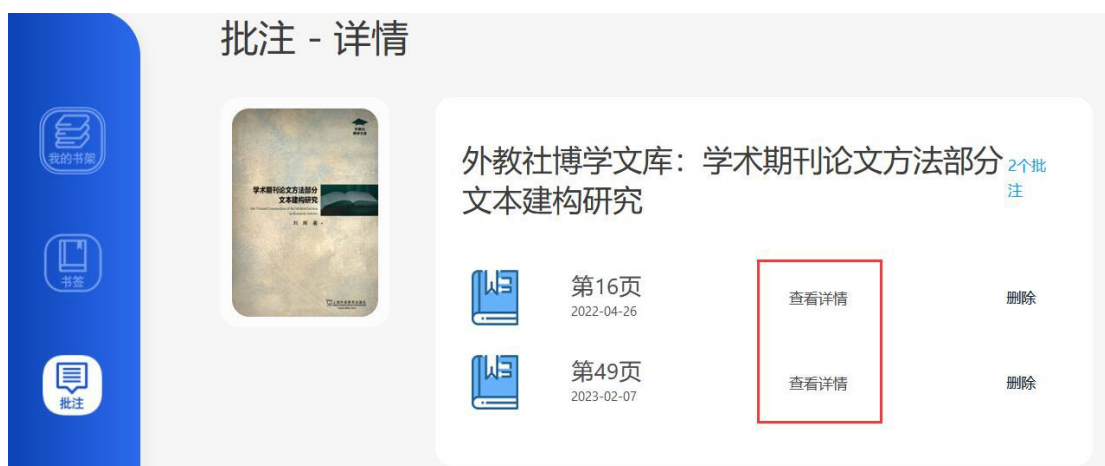 批注 - 详情
我的书架
书签
批注
学术期刊论文方法部分
文本建构研究
外教社博学文库：学术期刊论文方法部分
文本建构研究
2个批
注
第16页
2022-04-26
查看详情
删除
第49页
2023-02-07
查看详情
删除